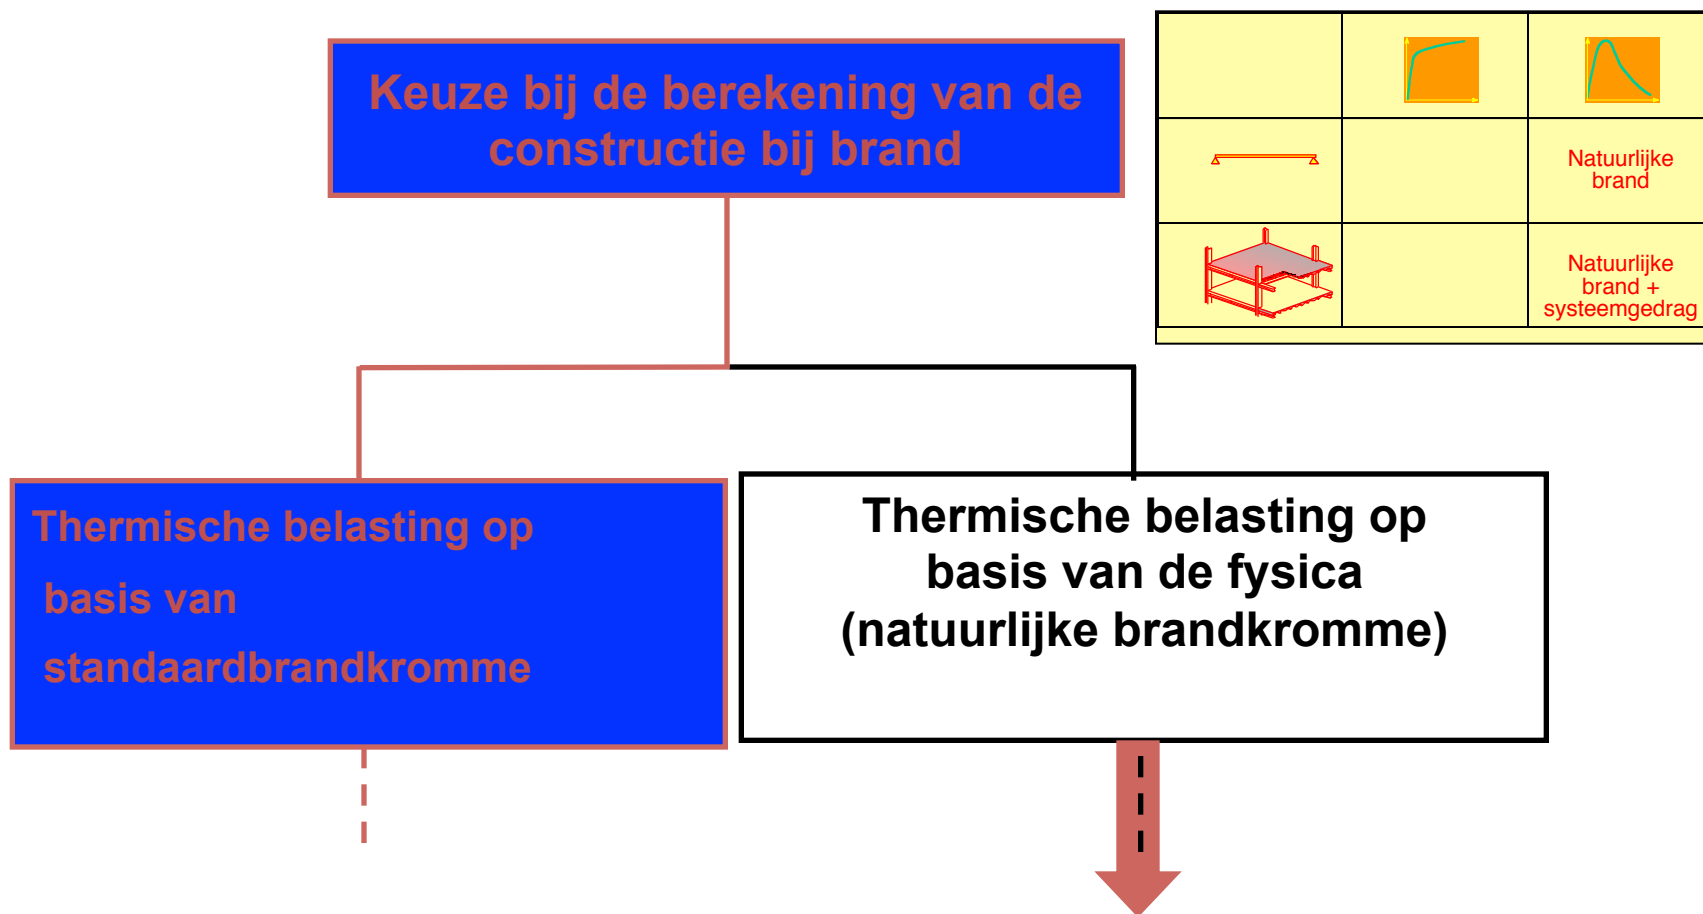 Keuze bij de berekening van de
constructie bij brand
Natuurlijke
brand
Natuurlijke
brand +
systeemgedrag
Thermische belasting op
basis van
standaardbrandkromme
Thermische belasting op
basis van de fysica
(natuurlijke brandkromme)